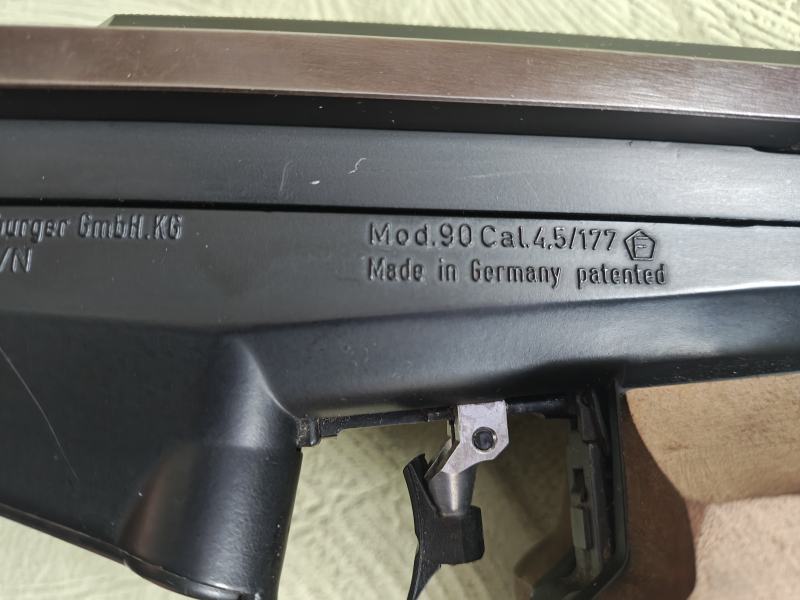 burger GmbH.KG
/N
Mod.90 Cal.4,5/177 F
Made in Germany patented